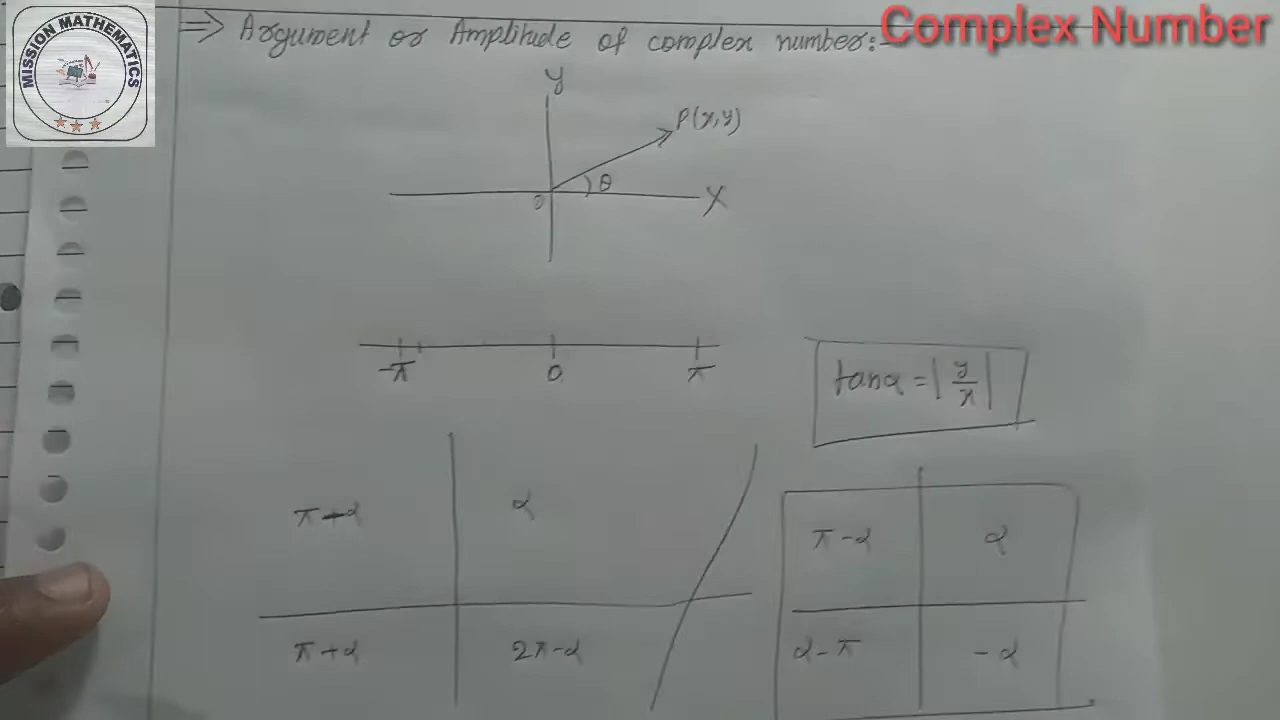 MISSION MATHEMATICS
Complex Number
⇒ Argument or Amplitude of complex number:-
y
P(x,y)
θ
0
X
-π 0 π
tanα = |y/x|
π-α α
π+α 2π-α
π-α α
α-π -α